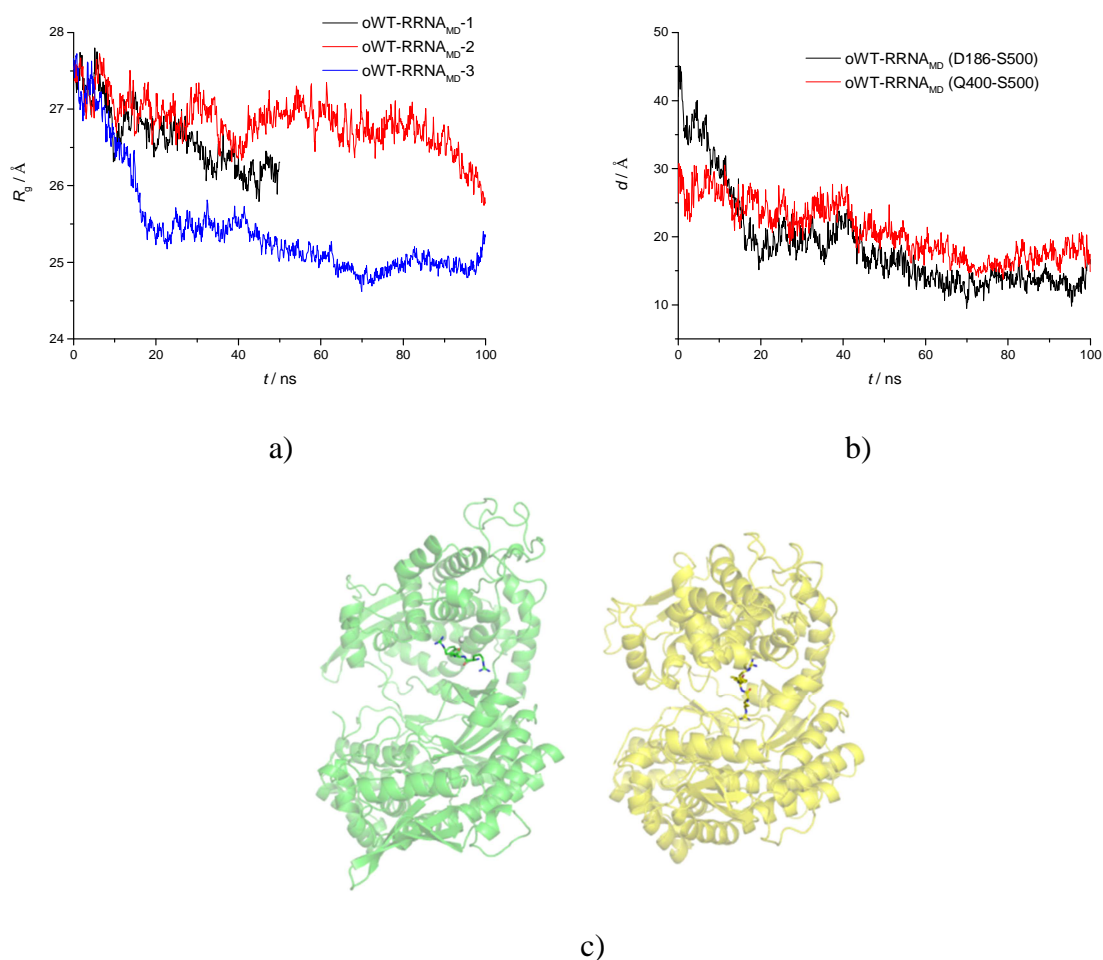 oWT-RRNA_MD-1
oWT-RRNA_MD-2
oWT-RRNA_MD-3
28
27
26
25
24
R_g / Å
0 20 40 60 80 100
t / ns
a)
oWT-RRNA_MD (D186-S500)
oWT-RRNA_MD (Q400-S500)
50
40
30
20
10
d / Å
0 20 40 60 80 100
t / ns
b)
c)